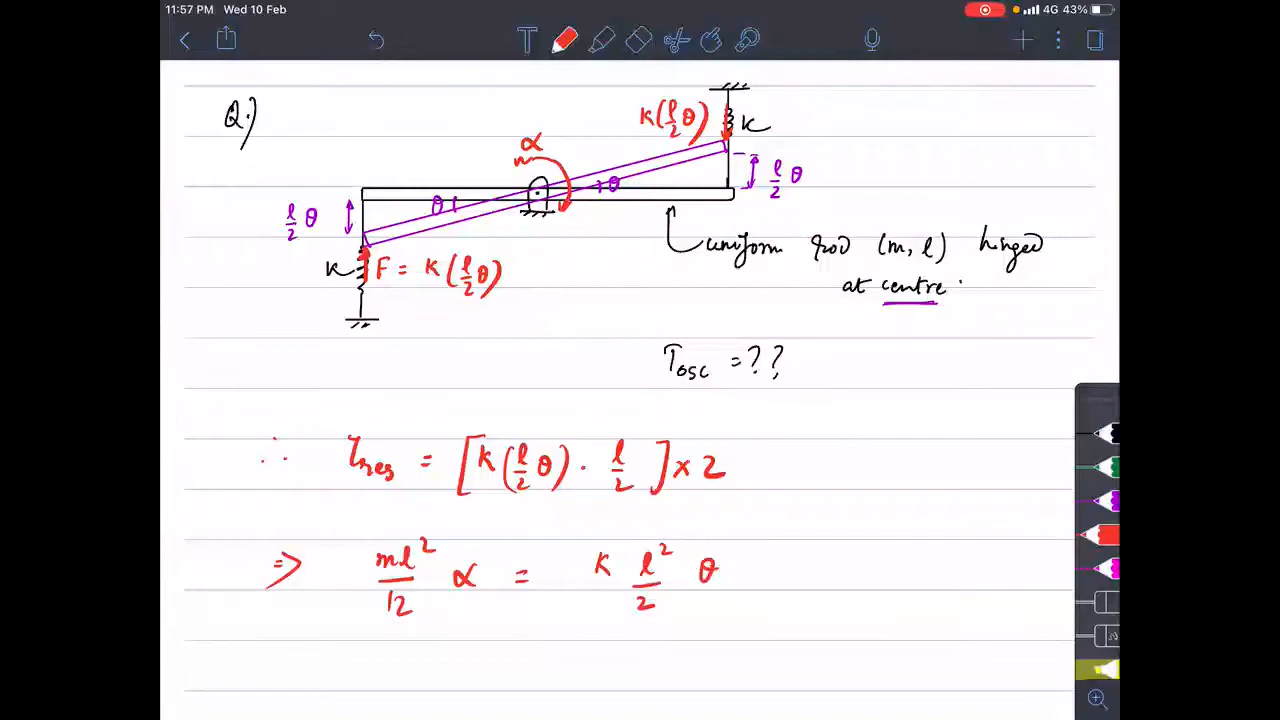 11:57 PM Wed 10 Feb 4G 43%
T
Q.)
K(l/2 θ)
K
α
l/2 θ
θ
θ
l/2 θ
K
F = K(l/2 θ)
uniform rod (m, l) hinged
at centre.
Tosc = ??
∴ τres = [K(l/2 θ) · l/2] × 2
⇒ ml²/12 α = K l²/2 θ